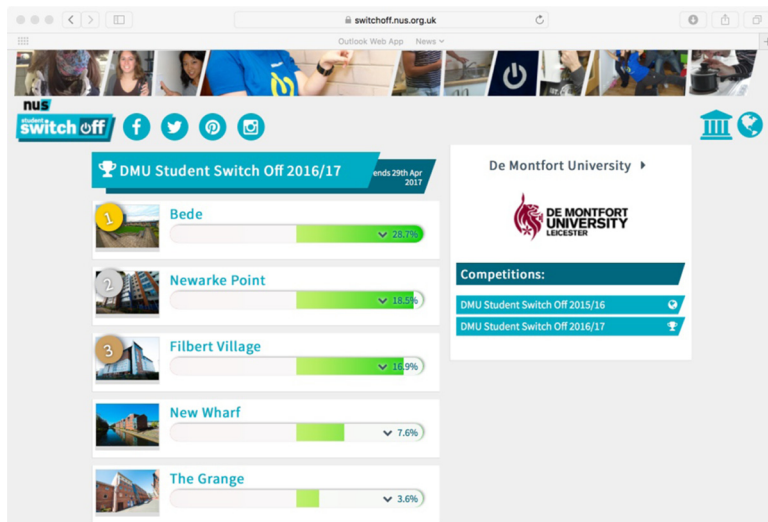 switchoff.nus.org.uk
Outlook Web App News
nus
student
switch off
DMU Student Switch Off 2016/17
ends 29th Apr
2017
1
Bede
28.7%
2
Newarke Point
18.5%
3
Filbert Village
16.9%
New Wharf
7.6%
The Grange
3.6%
De Montfort University
DE MONTFORT
UNIVERSITY
LEICESTER
Competitions:
DMU Student Switch Off 2015/16
DMU Student Switch Off 2016/17